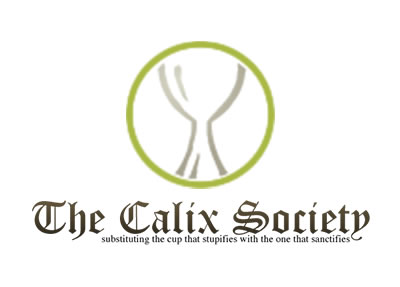 The Calix Society
substituting the cup that stupifies with the one that sanctifies